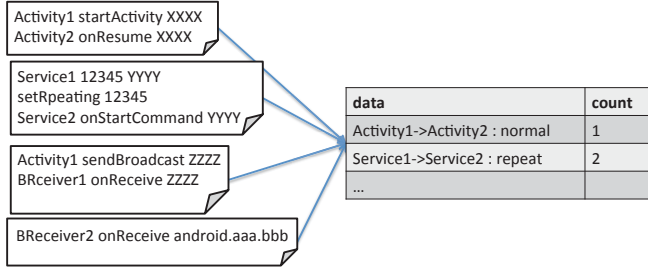 Activity1 startActivity XXXX
Activity2 onResume XXXX
Service1 12345 YYYY
setRpeating 12345
Service2 onStartCommand YYYY
Activity1 sendBroadcast ZZZZ
BRceiver1 onReceive ZZZZ
BReceiver2 onReceive android.aaa.bbb
data count
Activity1->Activity2 : normal 1
Service1->Service2 : repeat 2
...